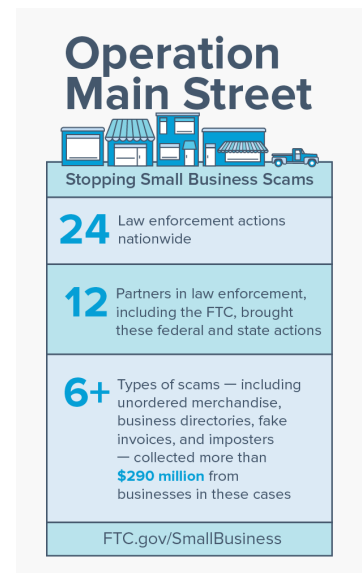 Operation
Main Street
Stopping Small Business Scams
24
Law enforcement actions
nationwide
12
Partners in law enforcement,
including the FTC, brought
these federal and state actions
6+
Types of scams — including
unordered merchandise,
business directories, fake
invoices, and imposters
— collected more than
$290 million from
businesses in these cases
FTC.gov/SmallBusiness